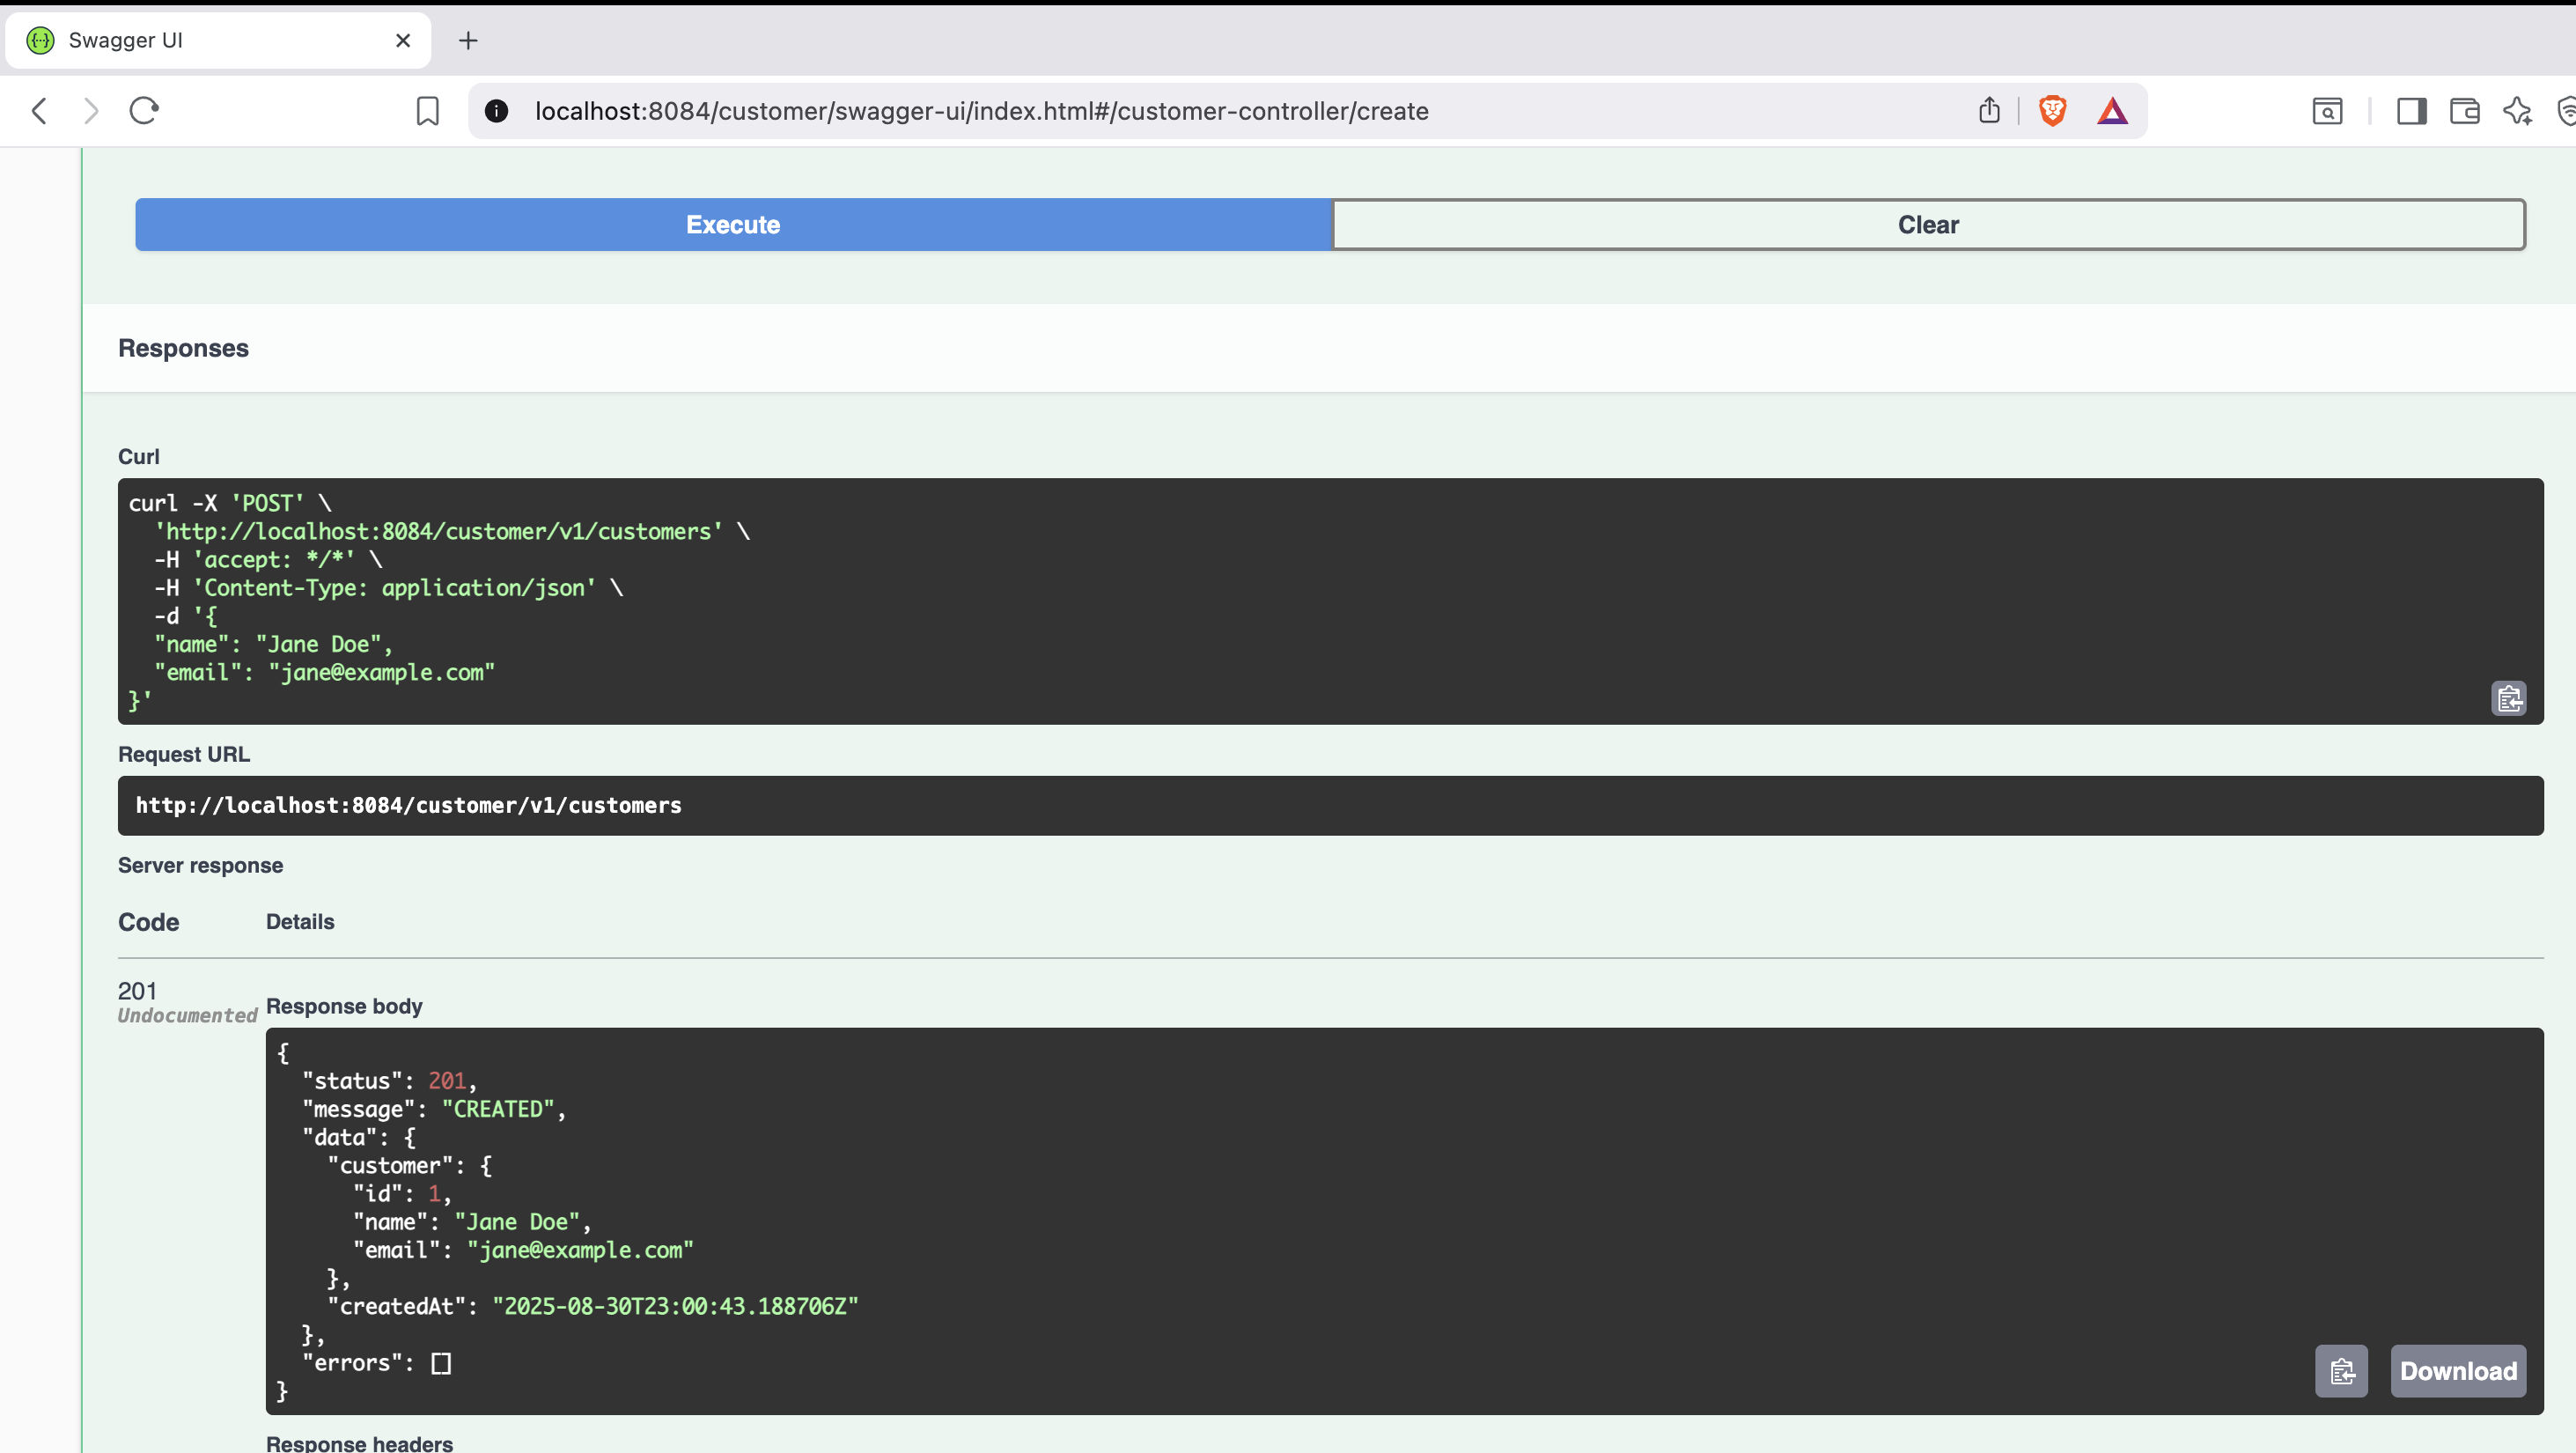 Swagger UI
localhost:8084/customer/swagger-ui/index.html#/customer-controller/create
Execute
Clear
Responses
Curl
curl -X 'POST' \
  'http://localhost:8084/customer/v1/customers' \
  -H 'accept: */*' \
  -H 'Content-Type: application/json' \
  -d '{
  "name": "Jane Doe",
  "email": "jane@example.com"
}'
Request URL
http://localhost:8084/customer/v1/customers
Server response
Code Details
201
Undocumented
Response body
{
  "status": 201,
  "message": "CREATED",
  "data": {
    "customer": {
      "id": 1,
      "name": "Jane Doe",
      "email": "jane@example.com"
    },
    "createdAt": "2025-08-30T23:00:43.188706Z"
  },
  "errors": []
}
Download
Response headers